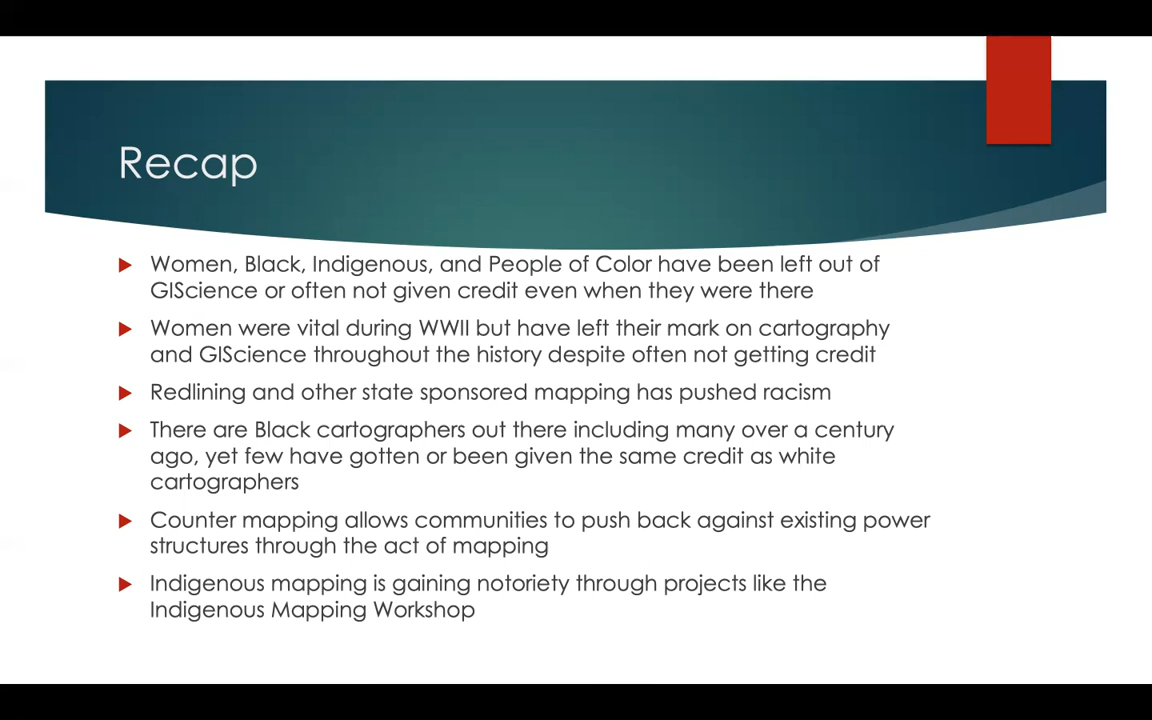 Recap
Women, Black, Indigenous, and People of Color have been left out of
GIScience or often not given credit even when they were there
Women were vital during WWII but have left their mark on cartography
and GIScience throughout the history despite often not getting credit
Redlining and other state sponsored mapping has pushed racism
There are Black cartographers out there including many over a century
ago, yet few have gotten or been given the same credit as white
cartographers
Counter mapping allows communities to push back against existing power
structures through the act of mapping
Indigenous mapping is gaining notoriety through projects like the
Indigenous Mapping Workshop